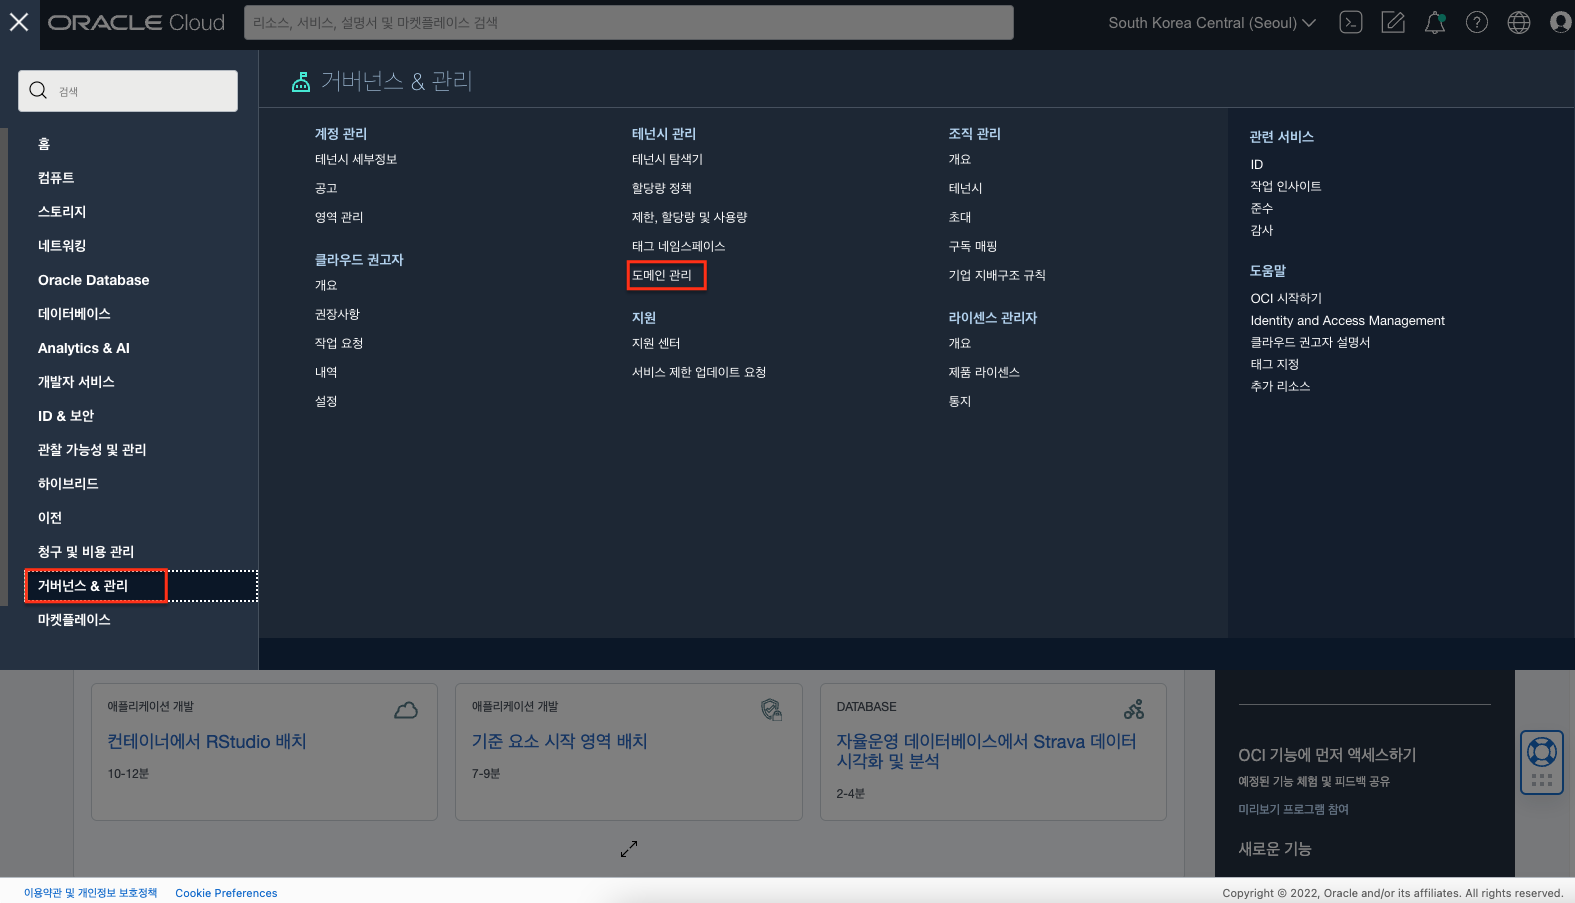 ORACLE Cloud
리소스, 서비스, 설명서 및 마켓플레이스 검색
South Korea Central (Seoul)
검색
홈
컴퓨트
스토리지
네트워킹
Oracle Database
데이터베이스
Analytics & AI
개발자 서비스
ID & 보안
관찰 가능성 및 관리
하이브리드
이전
청구 및 비용 관리
거버넌스 & 관리
마켓플레이스
거버넌스 & 관리
계정 관리
테넌시 세부정보
공고
영역 관리
클라우드 권고자
개요
권장사항
작업 요청
내역
설정
테넌시 관리
테넌시 탐색기
할당량 정책
제한, 할당량 및 사용량
태그 네임스페이스
도메인 관리
지원
지원 센터
서비스 제한 업데이트 요청
조직 관리
개요
테넌시
초대
구독 매핑
기업 지배구조 규칙
라이센스 관리자
개요
제품 라이센스
통지
관련 서비스
ID
작업 인사이트
준수
감사
도움말
OCI 시작하기
Identity and Access Management
클라우드 권고자 설명서
태그 지정
추가 리소스
애플리케이션 개발
컨테이너에서 RStudio 배치
10-12분
애플리케이션 개발
기준 요소 시작 영역 배치
7-9분
DATABASE
자율운영 데이터베이스에서 Strava 데이터
시각화 및 분석
2-4분
OCI 기능에 먼저 액세스하기
예정된 기능 체험 및 피드백 공유
미리보기 프로그램 참여
새로운 기능
이용약관 및 개인정보 보호정책
Cookie Preferences
Copyright © 2022, Oracle and/or its affiliates. All rights reserved.